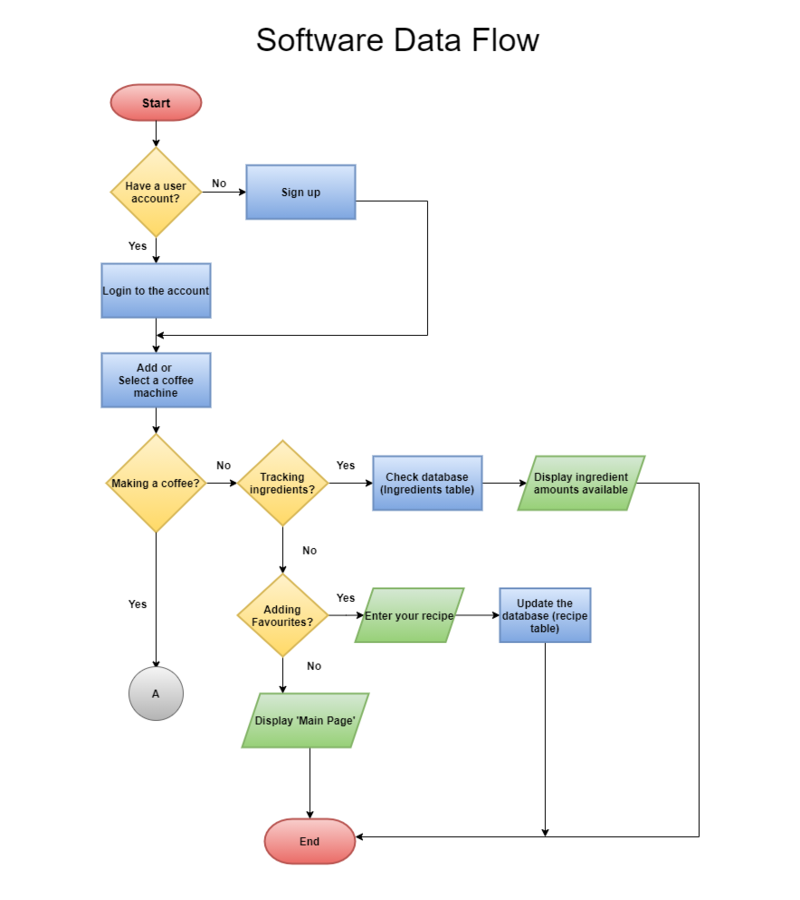 Software Data Flow
Start
Have a user
account?
No
Sign up
Yes
Login to the account
Add or
Select a coffee
machine
Making a coffee?
No
Tracking
ingredients?
Yes
Check database
(Ingredients table)
Display ingredient
amounts available
No
Yes
Adding
Favourites?
Yes
Enter your recipe
Update the
database (recipe
table)
No
A
Display 'Main Page'
End